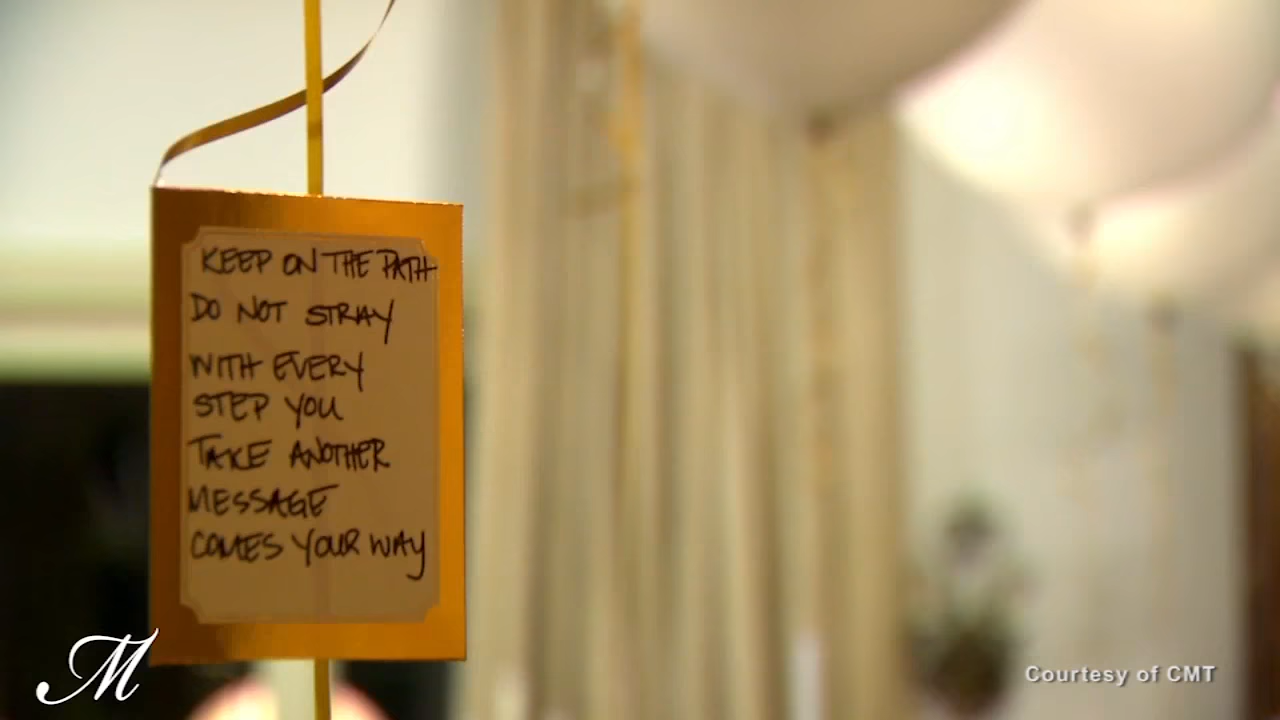 KEEP ON THE PATH
DO NOT STRAY
WITH EVERY
STEP YOU
TAKE ANOTHER
MESSAGE
COMES YOUR WAY
M
Courtesy of CMT